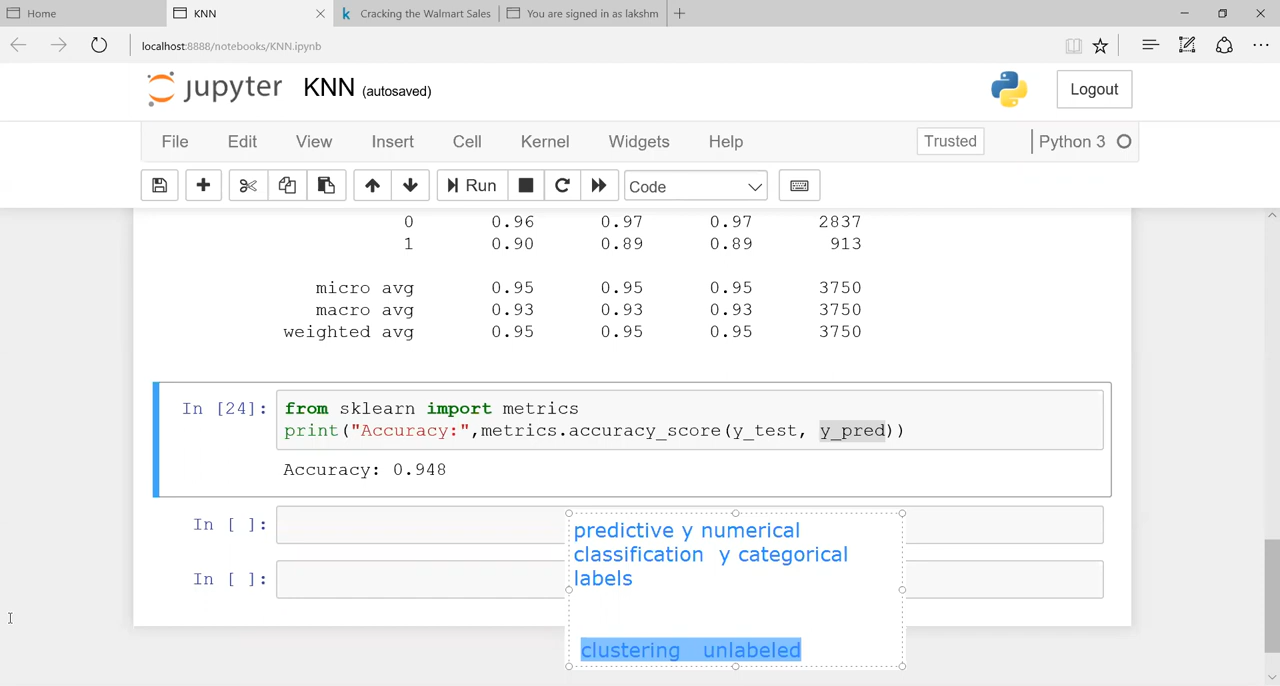 Home
KNN
Cracking the Walmart Sales
You are signed in as lakshm
localhost:8888/notebooks/KNN.ipynb
jupyter KNN (autosaved)
Logout
File Edit View Insert Cell Kernel Widgets Help
Trusted
Python 3
Run
Code
0 0.96 0.97 0.97 2837
1 0.90 0.89 0.89 913
micro avg 0.95 0.95 0.95 3750
macro avg 0.93 0.93 0.93 3750
weighted avg 0.95 0.95 0.95 3750
In [24]: from sklearn import metrics
print("Accuracy:",metrics.accuracy_score(y_test, y_pred))
Accuracy: 0.948
In [ ]:
predictive y numerical
classification y categorical
labels
In [ ]:
clustering unlabeled